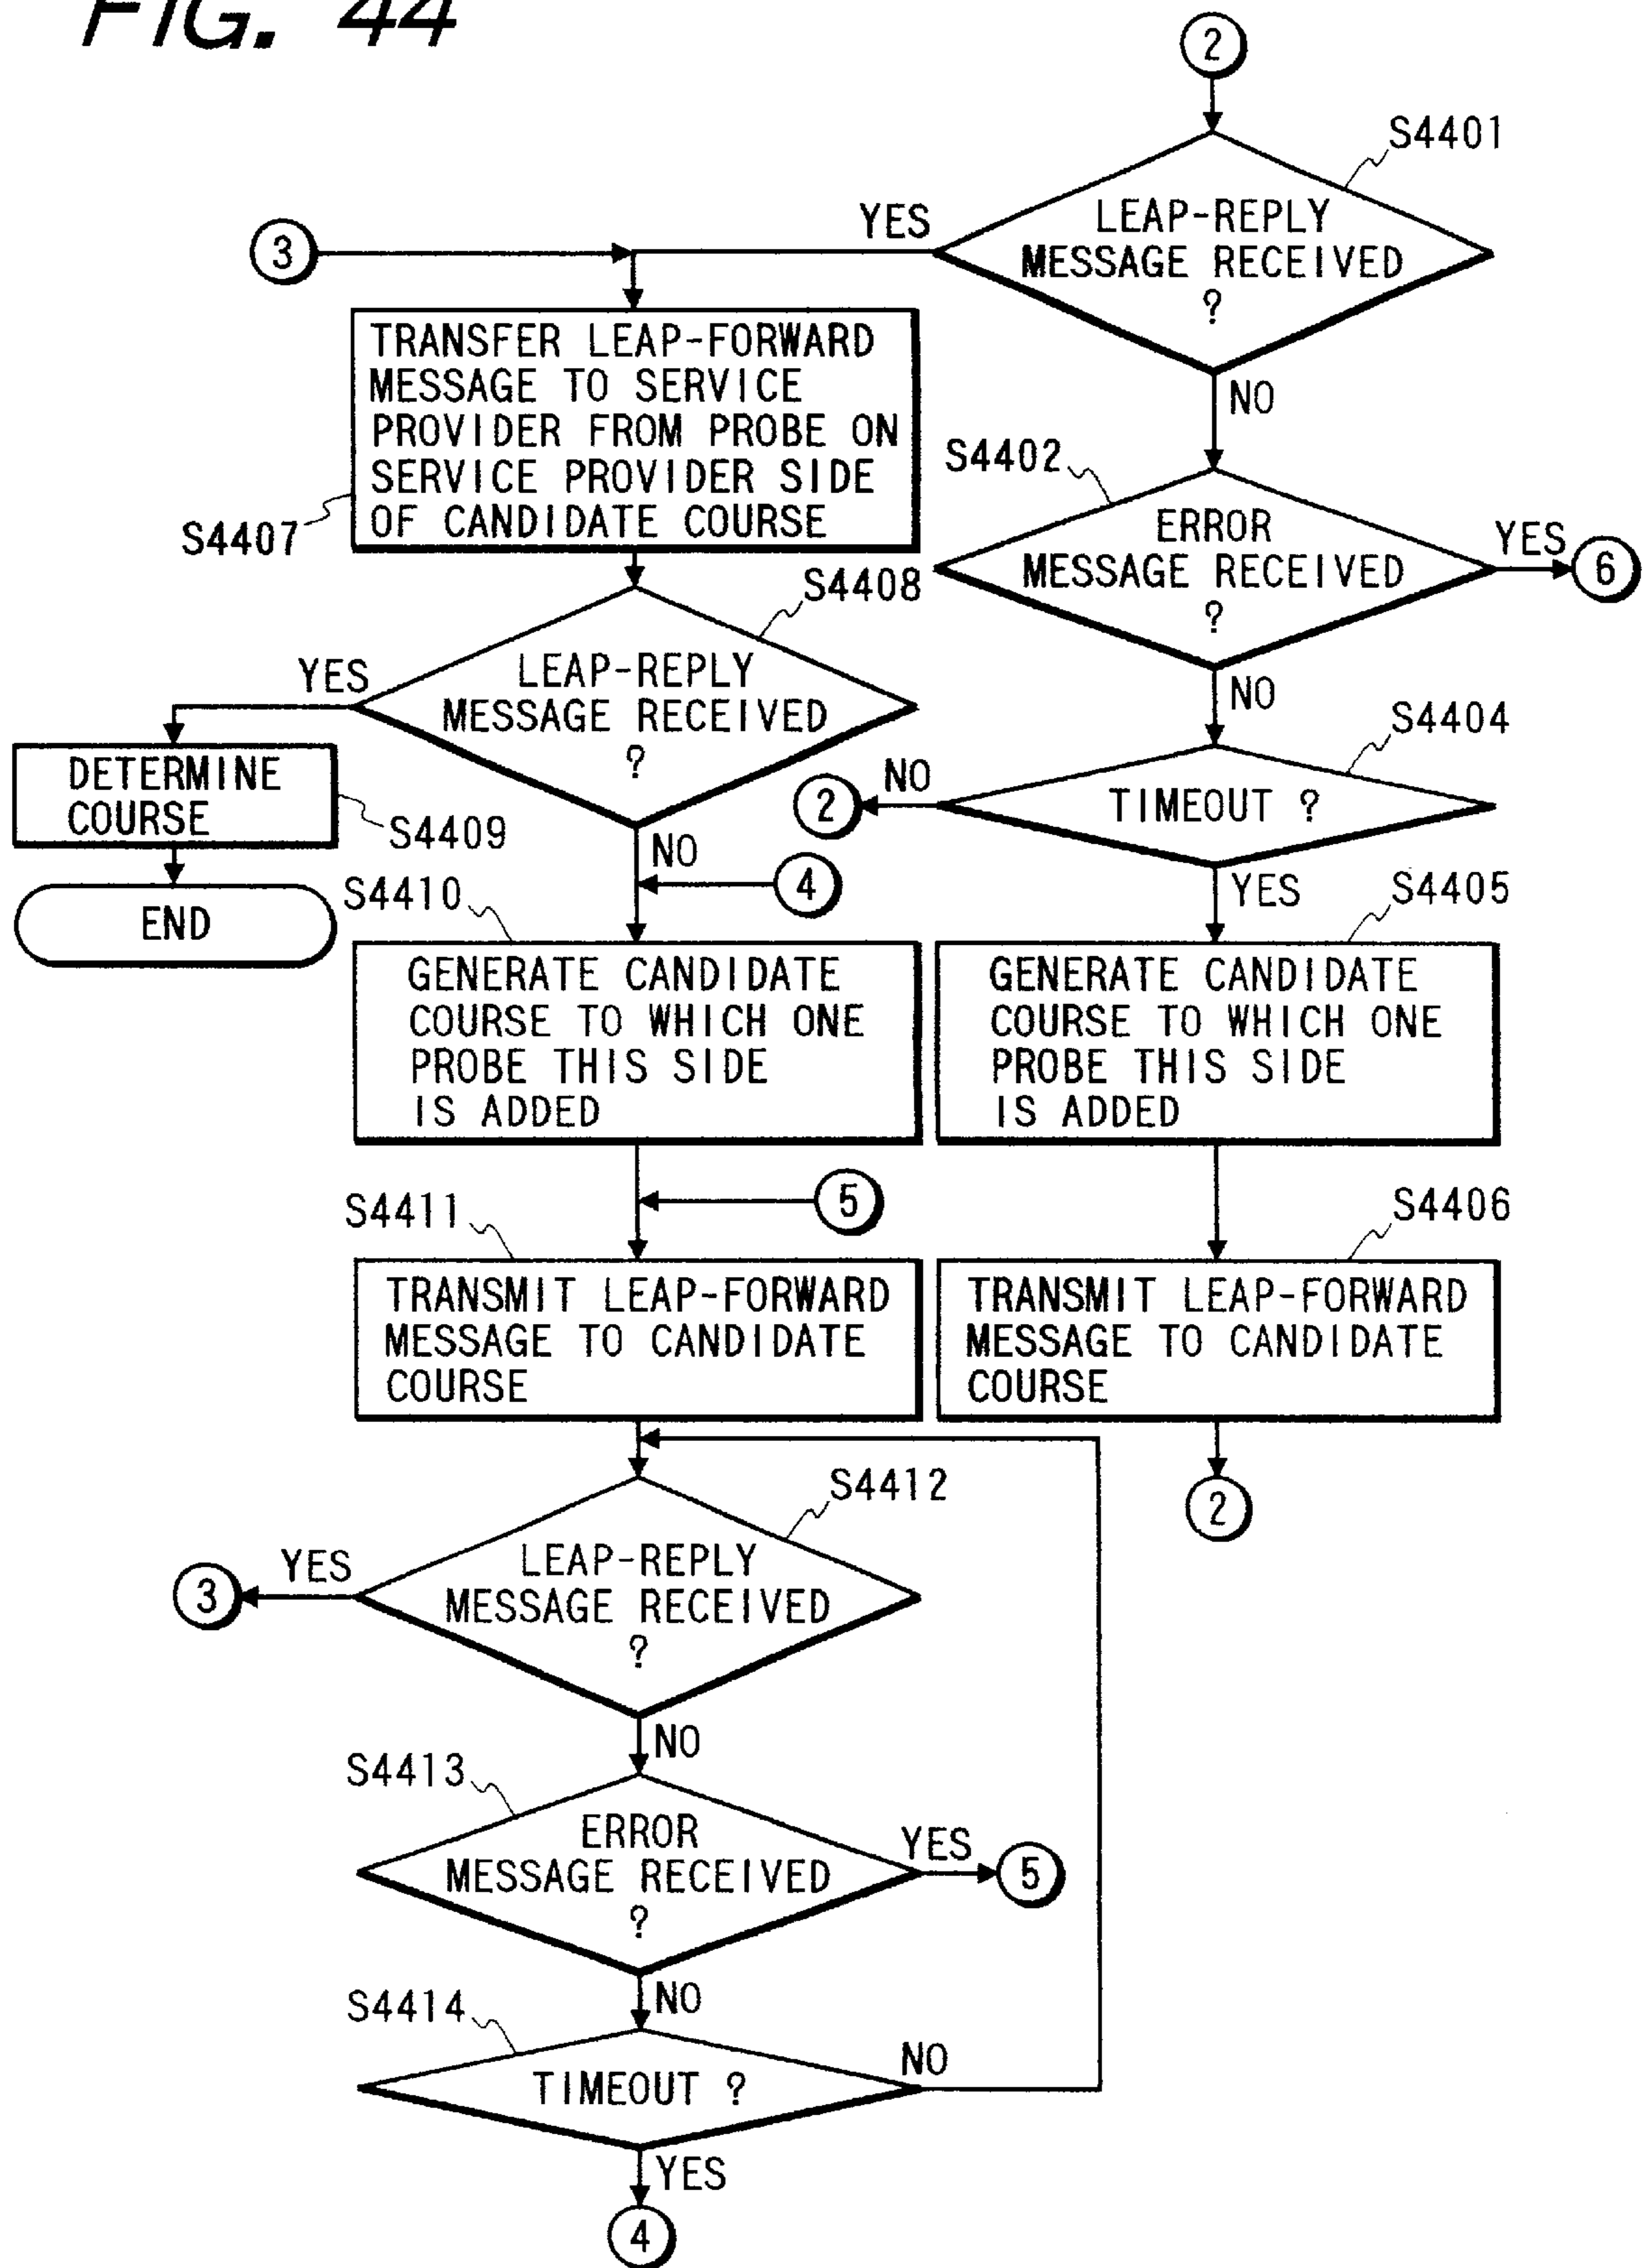 FIG. 44
2
S4401
LEAP-REPLY
MESSAGE RECEIVED
?
YES
NO
3
TRANSFER LEAP-FORWARD
MESSAGE TO SERVICE
PROVIDER FROM PROBE ON
SERVICE PROVIDER SIDE
OF CANDIDATE COURSE
S4407
S4402
ERROR
MESSAGE RECEIVED
?
YES
6
NO
S4408
LEAP-REPLY
MESSAGE RECEIVED
?
YES
NO
DETERMINE
COURSE
S4409
END
S4404
TIMEOUT ?
NO
2
YES
4
S4410
GENERATE CANDIDATE
COURSE TO WHICH ONE
PROBE THIS SIDE
IS ADDED
S4405
GENERATE CANDIDATE
COURSE TO WHICH ONE
PROBE THIS SIDE
IS ADDED
5
S4411
TRANSMIT LEAP-FORWARD
MESSAGE TO CANDIDATE
COURSE
S4406
TRANSMIT LEAP-FORWARD
MESSAGE TO CANDIDATE
COURSE
2
S4412
LEAP-REPLY
MESSAGE RECEIVED
?
YES
3
NO
S4413
ERROR
MESSAGE RECEIVED
?
YES
5
NO
S4414
TIMEOUT ?
NO
YES
4